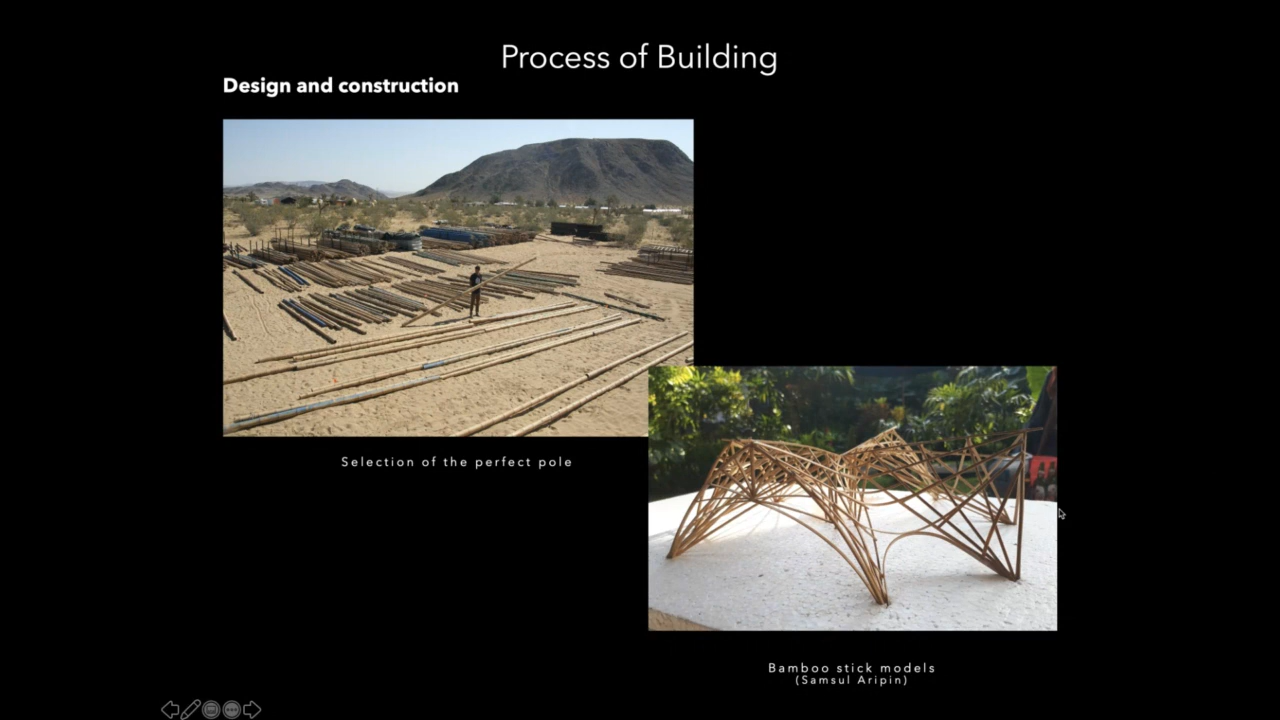 Process of Building
Design and construction
Selection of the perfect pole
Bamboo stick models
(Samsul Aripin)